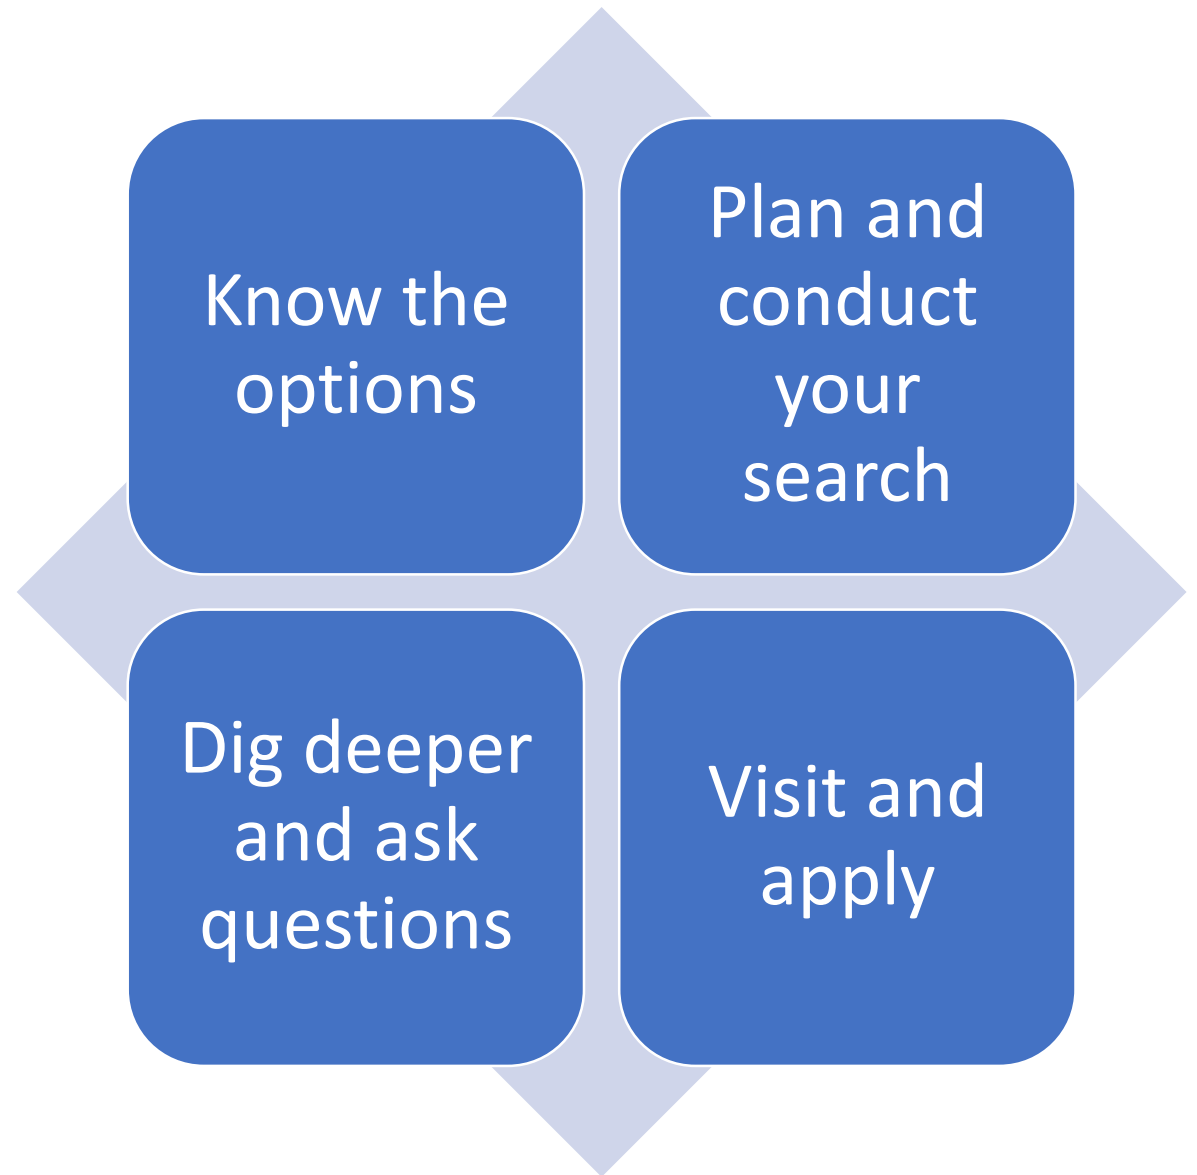 Know the
options
Plan and
conduct
your
search
Dig deeper
and ask
questions
Visit and
apply